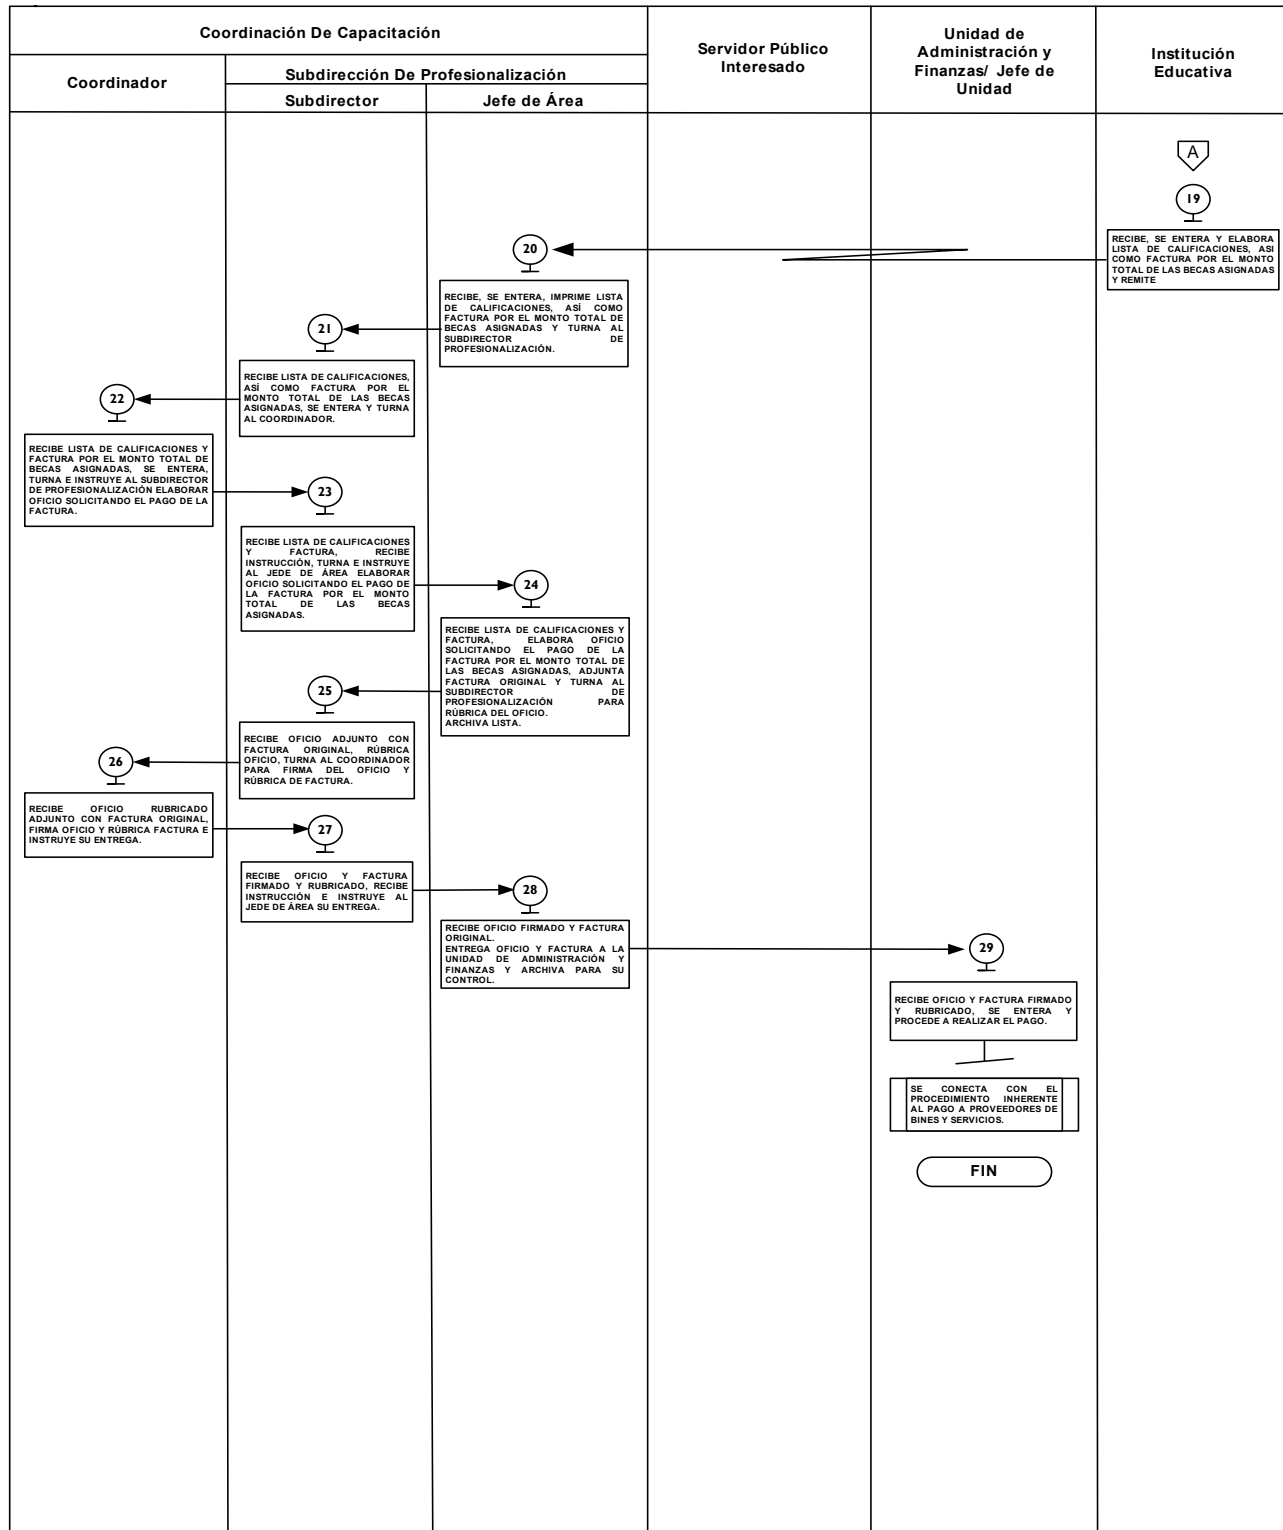 Coordinación De Capacitación
Coordinador
Subdirección De Profesionalización
Subdirector
Jefe de Área
Servidor Público
Interesado
Unidad de
Administración y
Finanzas/ Jefe de
Unidad
Institución
Educativa
A
19
RECIBE, SE ENTERA Y ELABORA
LISTA DE CALIFICACIONES, ASI
COMO FACTURA POR EL MONTO
TOTAL DE LAS BECAS ASIGNADAS
Y REMITE
20
RECIBE, SE ENTERA, IMPRIME LISTA
DE CALIFICACIONES, ASÍ COMO
FACTURA POR EL MONTO TOTAL DE
BECAS ASIGNADAS Y TURNA AL
SUBDIRECTOR DE
PROFESIONALIZACIÓN.
21
RECIBE LISTA DE CALIFICACIONES,
ASÍ COMO FACTURA POR EL
MONTO TOTAL DE LAS BECAS
ASIGNADAS, SE ENTERA Y TURNA
AL COORDINADOR.
22
RECIBE LISTA DE CALIFICACIONES Y
FACTURA POR EL MONTO TOTAL DE
BECAS ASIGNADAS, SE ENTERA,
TURNA E INSTRUYE AL SUBDIRECTOR
DE PROFESIONALIZACIÓN ELABORAR
OFICIO SOLICITANDO EL PAGO DE LA
FACTURA.
23
RECIBE LISTA DE CALIFICACIONES
Y FACTURA, RECIBE
INSTRUCCIÓN, TURNA E INSTRUYE
AL JEDE DE ÁREA ELABORAR
OFICIO SOLICITANDO EL PAGO DE
LA FACTURA POR EL MONTO
TOTAL DE LAS BECAS
ASIGNADAS.
24
RECIBE LISTA DE CALIFICACIONES Y
FACTURA, ELABORA OFICIO
SOLICITANDO EL PAGO DE LA
FACTURA POR EL MONTO TOTAL DE
LAS BECAS ASIGNADAS, ADJUNTA
FACTURA ORIGINAL Y TURNA AL
SUBDIRECTOR DE
PROFESIONALIZACIÓN PARA
RÚBRICA DEL OFICIO.
ARCHIVA LISTA.
25
RECIBE OFICIO ADJUNTO CON
FACTURA ORIGINAL, RÚBRICA
OFICIO, TURNA AL COORDINADOR
PARA FIRMA DEL OFICIO Y
RÚBRICA DE FACTURA.
26
RECIBE OFICIO RUBRICADO
ADJUNTO CON FACTURA ORIGINAL,
FIRMA OFICIO Y RÚBRICA FACTURA E
INSTRUYE SU ENTREGA.
27
RECIBE OFICIO Y FACTURA
FIRMADO Y RUBRICADO, RECIBE
INSTRUCCIÓN E INSTRUYE AL
JEDE DE ÁREA SU ENTREGA.
28
RECIBE OFICIO FIRMADO Y FACTURA
ORIGINAL.
ENTREGA OFICIO Y FACTURA A LA
UNIDAD DE ADMINISTRACIÓN Y
FINANZAS Y ARCHIVA PARA SU
CONTROL.
29
RECIBE OFICIO Y FACTURA FIRMADO
Y RUBRICADO, SE ENTERA Y
PROCEDE A REALIZAR EL PAGO.
SE CONECTA CON EL
PROCEDIMIENTO INHERENTE
AL PAGO A PROVEEDORES DE
BINES Y SERVICIOS.
FIN